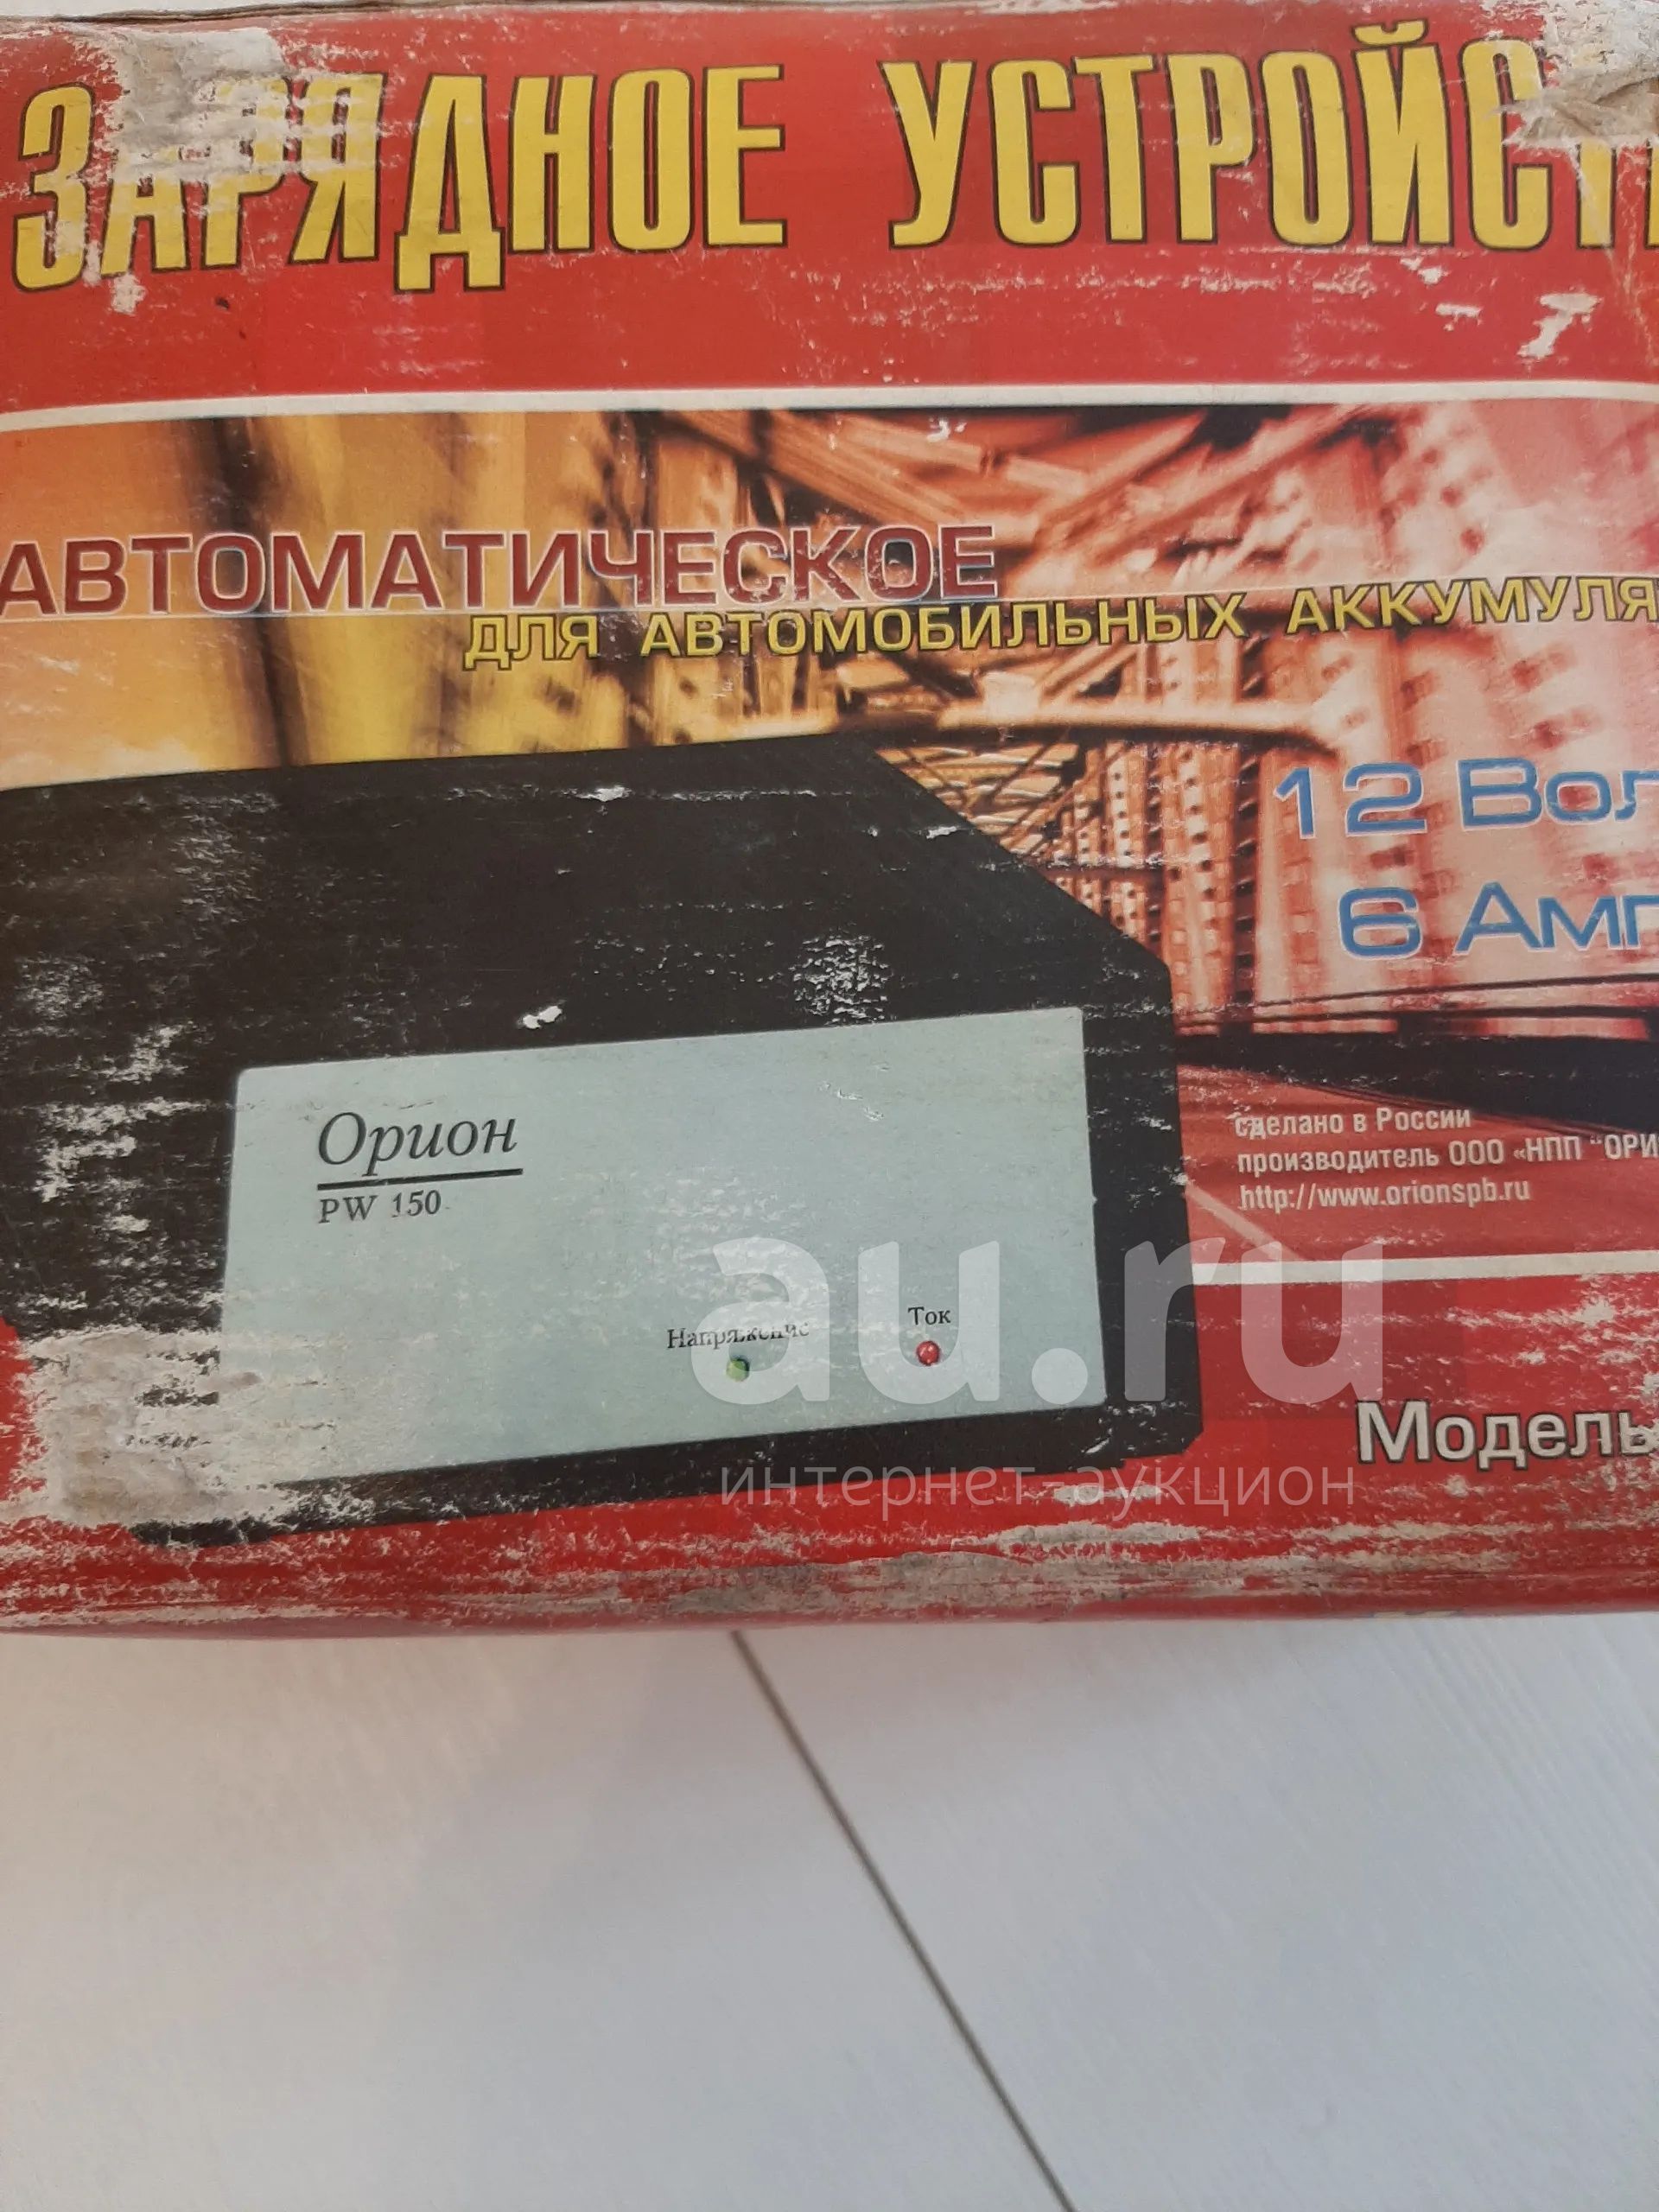 ЗАРЯДНОЕ УСТРОЙСТ
АВТОМАТИЧЕСКОЕ
ДЛЯ АВТОМОБИЛЬНЫХ АККУМУЛЯ
12 Вол
6 Амп
Орион
PW 150
сделано в России
производитель ООО «НПП "ОРИ
http://www.orionspb.ru
Напряжение
Ток
au.ru
Модель
интернет-аукцион